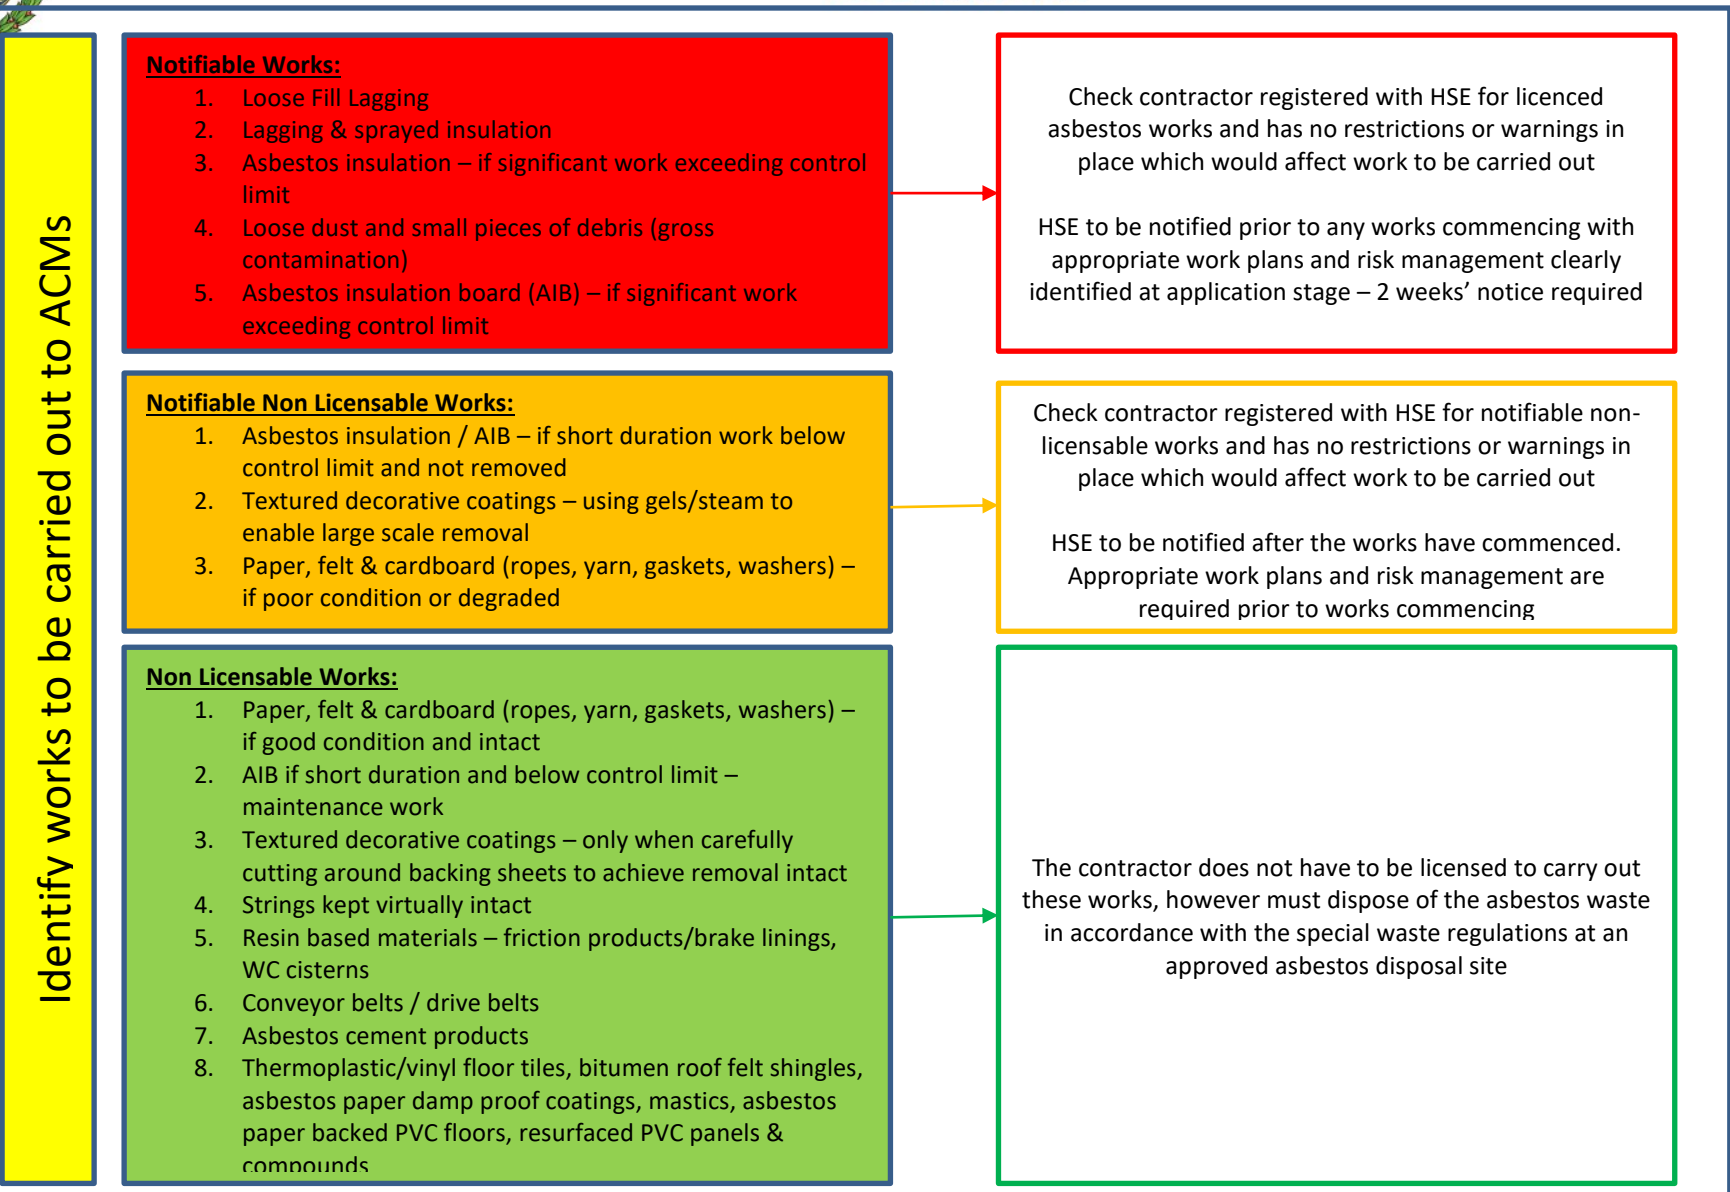 Identify works to be carried out to ACMs
Notifiable Works:
1. Loose Fill Lagging
2. Lagging & sprayed insulation
3. Asbestos insulation – if significant work exceeding control
limit
4. Loose dust and small pieces of debris (gross
contamination)
5. Asbestos insulation board (AIB) – if significant work
exceeding control limit
Check contractor registered with HSE for licenced
asbestos works and has no restrictions or warnings in
place which would affect work to be carried out
HSE to be notified prior to any works commencing with
appropriate work plans and risk management clearly
identified at application stage – 2 weeks’ notice required
Notifiable Non Licensable Works:
1. Asbestos insulation / AIB – if short duration work below
control limit and not removed
2. Textured decorative coatings – using gels/steam to
enable large scale removal
3. Paper, felt & cardboard (ropes, yarn, gaskets, washers) –
if poor condition or degraded
Check contractor registered with HSE for notifiable non-
licensable works and has no restrictions or warnings in
place which would affect work to be carried out
HSE to be notified after the works have commenced.
Appropriate work plans and risk management are
required prior to works commencing
Non Licensable Works:
1. Paper, felt & cardboard (ropes, yarn, gaskets, washers) –
if good condition and intact
2. AIB if short duration and below control limit –
maintenance work
3. Textured decorative coatings – only when carefully
cutting around backing sheets to achieve removal intact
4. Strings kept virtually intact
5. Resin based materials – friction products/brake linings,
WC cisterns
6. Conveyor belts / drive belts
7. Asbestos cement products
8. Thermoplastic/vinyl floor tiles, bitumen roof felt shingles,
asbestos paper damp proof coatings, mastics, asbestos
paper backed PVC floors, resurfaced PVC panels &
compounds
The contractor does not have to be licensed to carry out
these works, however must dispose of the asbestos waste
in accordance with the special waste regulations at an
approved asbestos disposal site